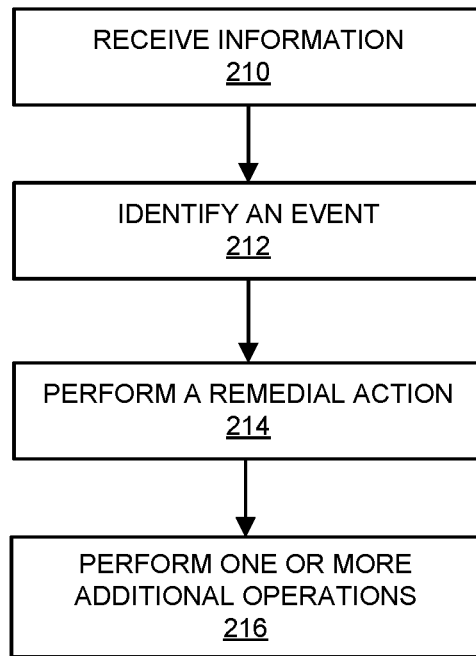 RECEIVE INFORMATION
210
IDENTIFY AN EVENT
212
PERFORM A REMEDIAL ACTION
214
PERFORM ONE OR MORE
ADDITIONAL OPERATIONS
216